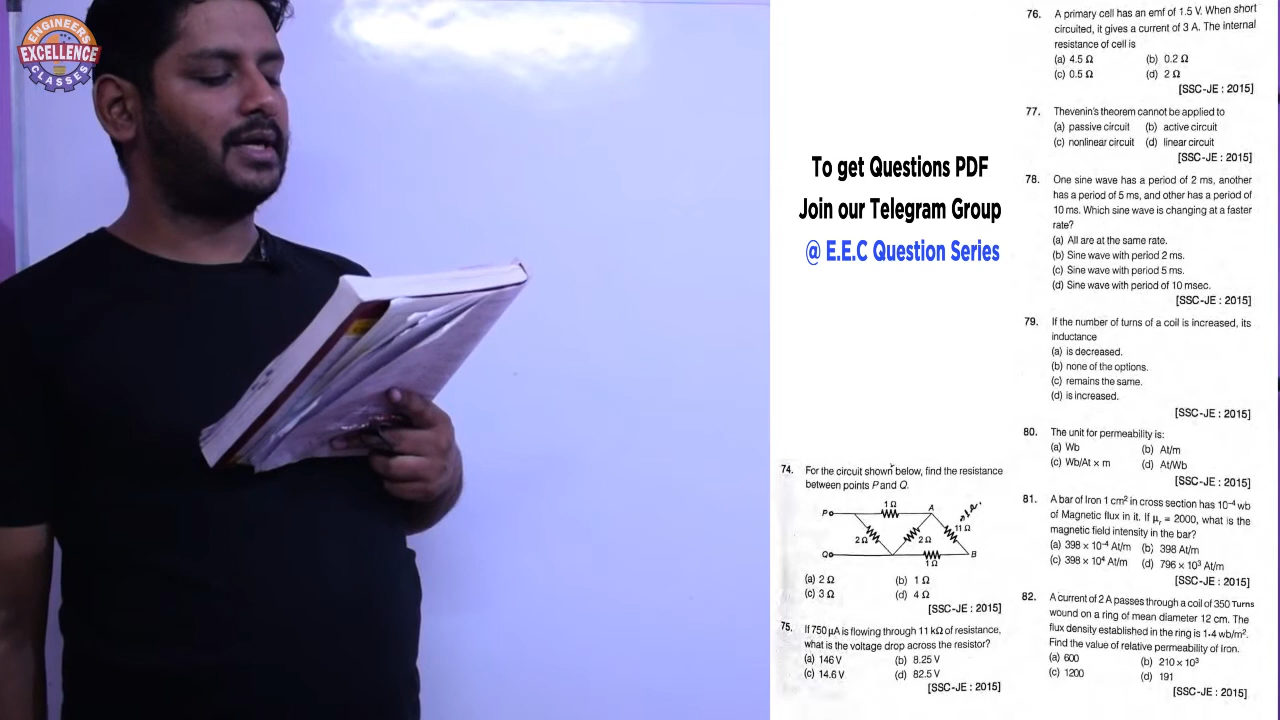 ENGINEERS
EXCELLENCE
CLASSES
To get Questions PDF
Join our Telegram Group
@ E.E.C Question Series
74. For the circuit shown below, find the resistance
between points P and Q.
1 Ω
P
A
11 Ω
2 Ω
2 Ω
Q
B
1 Ω
(a) 2 Ω (b) 1 Ω
(c) 3 Ω (d) 4 Ω
[SSC-JE : 2015]
75. If 750 µA is flowing through 11 kΩ of resistance,
what is the voltage drop across the resistor?
(a) 146 V (b) 8.25 V
(c) 14.6 V (d) 82.5 V
[SSC-JE : 2015]
76. A primary cell has an emf of 1.5 V. When short
circuited, it gives a current of 3 A. The internal
resistance of cell is
(a) 4.5 Ω (b) 0.2 Ω
(c) 0.5 Ω (d) 2 Ω
[SSC-JE : 2015]
77. Thevenin's theorem cannot be applied to
(a) passive circuit (b) active circuit
(c) nonlinear circuit (d) linear circuit
[SSC-JE : 2015]
78. One sine wave has a period of 2 ms, another
has a period of 5 ms, and other has a period of
10 ms. Which sine wave is changing at a faster
rate?
(a) All are at the same rate.
(b) Sine wave with period 2 ms.
(c) Sine wave with period 5 ms.
(d) Sine wave with period of 10 msec.
[SSC-JE : 2015]
79. If the number of turns of a coil is increased, its
inductance
(a) is decreased.
(b) none of the options.
(c) remains the same.
(d) is increased.
[SSC-JE : 2015]
80. The unit for permeability is:
(a) Wb (b) At/m
(c) Wb/At × m (d) At/Wb
[SSC-JE : 2015]
81. A bar of Iron 1 cm² in cross section has 10⁻⁴ wb
of Magnetic flux in it. If µr = 2000, what is the
magnetic field intensity in the bar?
(a) 398 × 10⁻⁴ At/m (b) 398 At/m
(c) 398 × 10⁴ At/m (d) 796 × 10³ At/m
[SSC-JE : 2015]
82. A current of 2 A passes through a coil of 350 Turns
wound on a ring of mean diameter 12 cm. The
flux density established in the ring is 1.4 wb/m².
Find the value of relative permeability of Iron.
(a) 600 (b) 210 × 10³
(c) 1200 (d) 191
[SSC-JE : 2015]